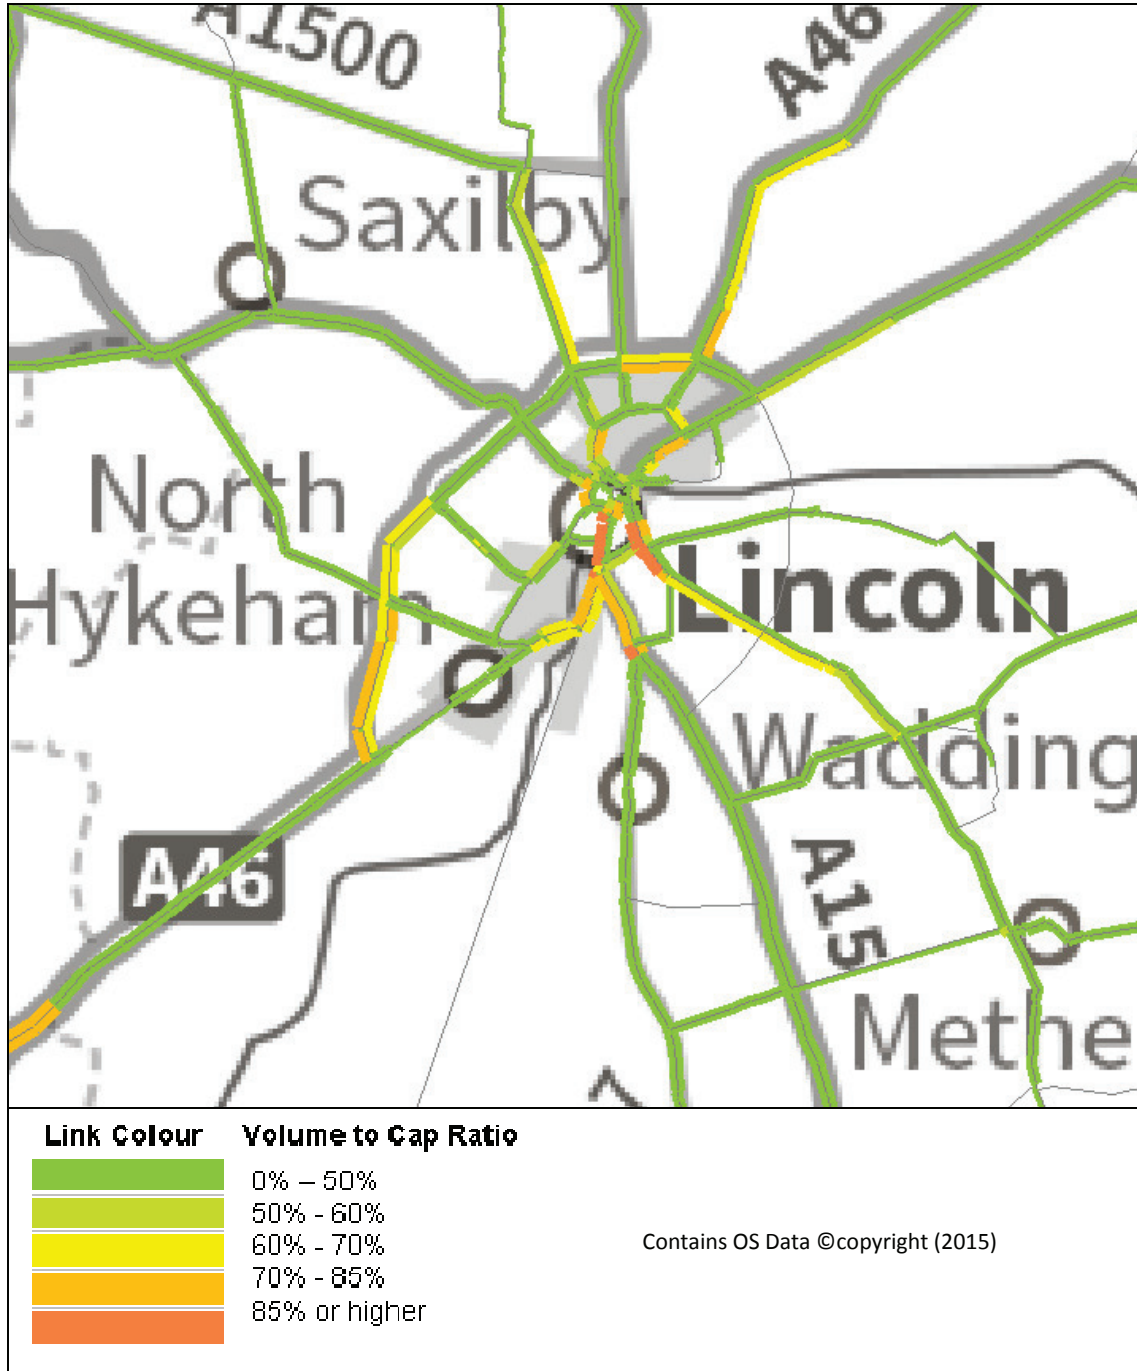 A1500
A46
Saxilby
North
Hykeham
Lincoln
Wadding
A46
A15
Methe
Link Colour Volume to Cap Ratio
0% – 50%
50% - 60%
60% - 70%
70% - 85%
85% or higher
Contains OS Data ©copyright (2015)